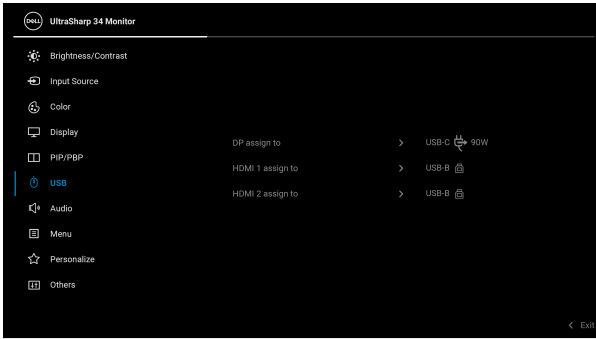 DELL UltraSharp 34 Monitor
Brightness/Contrast
Input Source
Color
Display
DP assign to USB-C 90W
PIP/PBP
HDMI 1 assign to USB-B
USB
HDMI 2 assign to USB-B
Audio
Menu
Personalize
Others
Exit